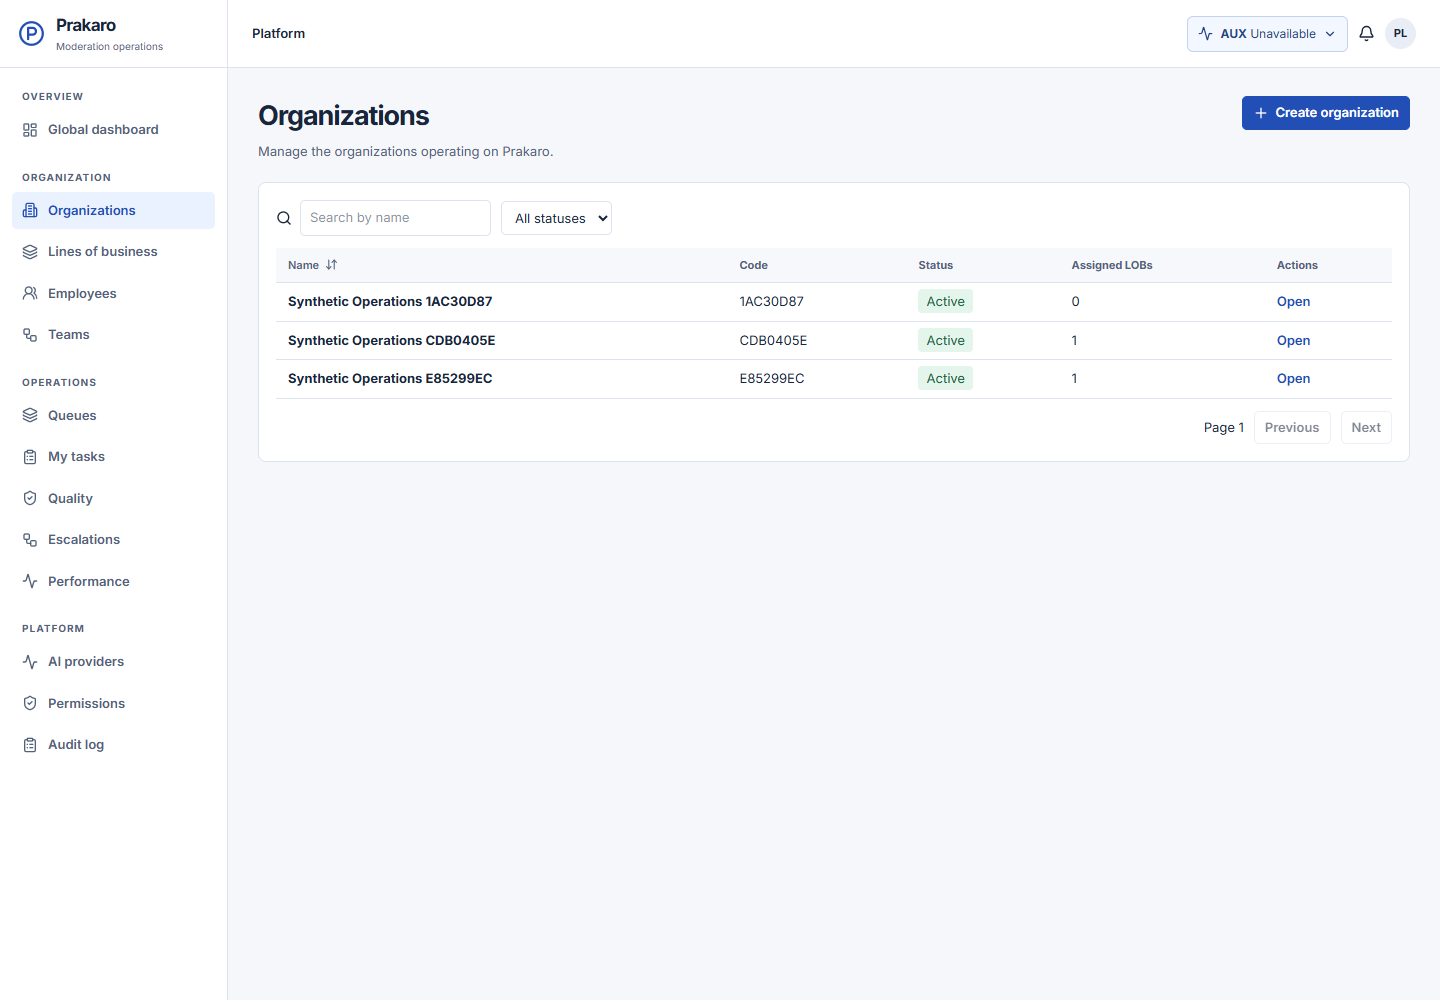 Prakaro
Moderation operations
Platform
AUX Unavailable
PL
OVERVIEW
Global dashboard
ORGANIZATION
Organizations
Lines of business
Employees
Teams
OPERATIONS
Queues
My tasks
Quality
Escalations
Performance
PLATFORM
AI providers
Permissions
Audit log
Organizations
Create organization
Manage the organizations operating on Prakaro.
Search by name
All statuses
Name Code Status Assigned LOBs Actions
Synthetic Operations 1AC30D87 1AC30D87 Active 0 Open
Synthetic Operations CDB0405E CDB0405E Active 1 Open
Synthetic Operations E85299EC E85299EC Active 1 Open
Page 1 Previous Next